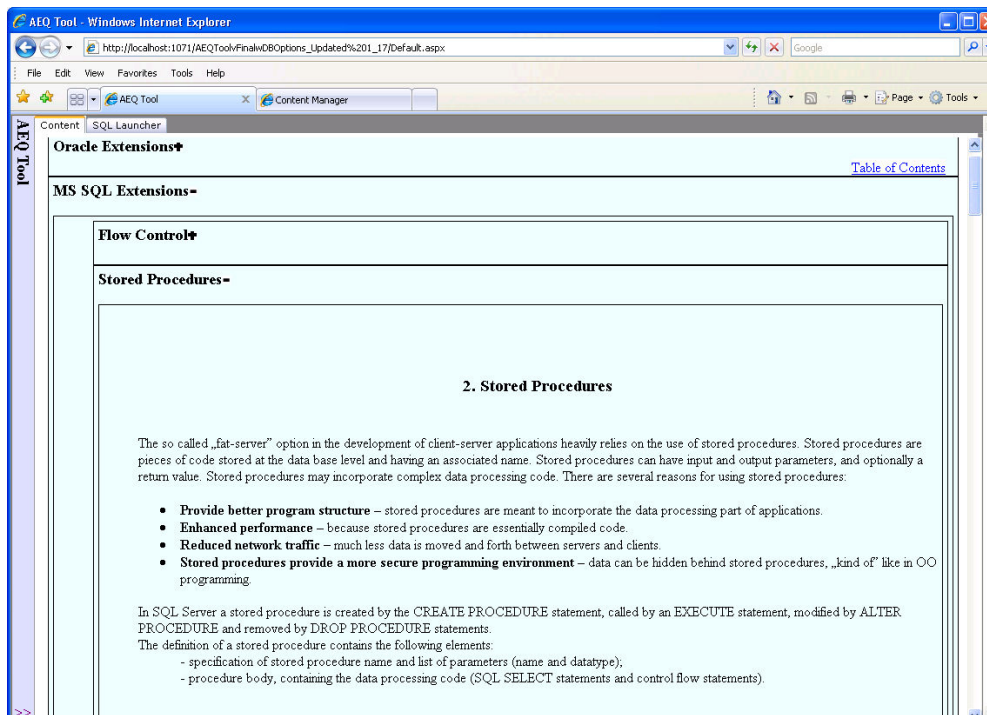 AEQ Tool - Windows Internet Explorer
http://localhost:1071/AEQToolvFinalwDBOptions_Updated%201_17/Default.aspx
Google
File Edit View Favorites Tools Help
AEQ Tool
Content Manager
Page
Tools
AEQ Tool
Content
SQL Launcher
Oracle Extensions+
Table of Contents
MS SQL Extensions-
Flow Control+
Stored Procedures-
2. Stored Procedures
The so called „fat-server” option in the development of client-server applications heavily relies on the use of stored procedures. Stored procedures are
pieces of code stored at the data base level and having an associated name. Stored procedures can have input and output parameters, and optionally a
return value. Stored procedures may incorporate complex data processing code. There are several reasons for using stored procedures:
• Provide better program structure – stored procedures are meant to incorporate the data processing part of applications.
• Enhanced performance – because stored procedures are essentially compiled code.
• Reduced network traffic – much less data is moved and forth between servers and clients.
• Stored procedures provide a more secure programming environment – data can be hidden behind stored procedures, „kind of” like in OO
programming.
In SQL Server a stored procedure is created by the CREATE PROCEDURE statement, called by an EXECUTE statement, modified by ALTER
PROCEDURE and removed by DROP PROCEDURE statements.
The definition of a stored procedure contains the following elements:
- specification of stored procedure name and list of parameters (name and datatype);
- procedure body, containing the data processing code (SQL SELECT statements and control flow statements).
>>